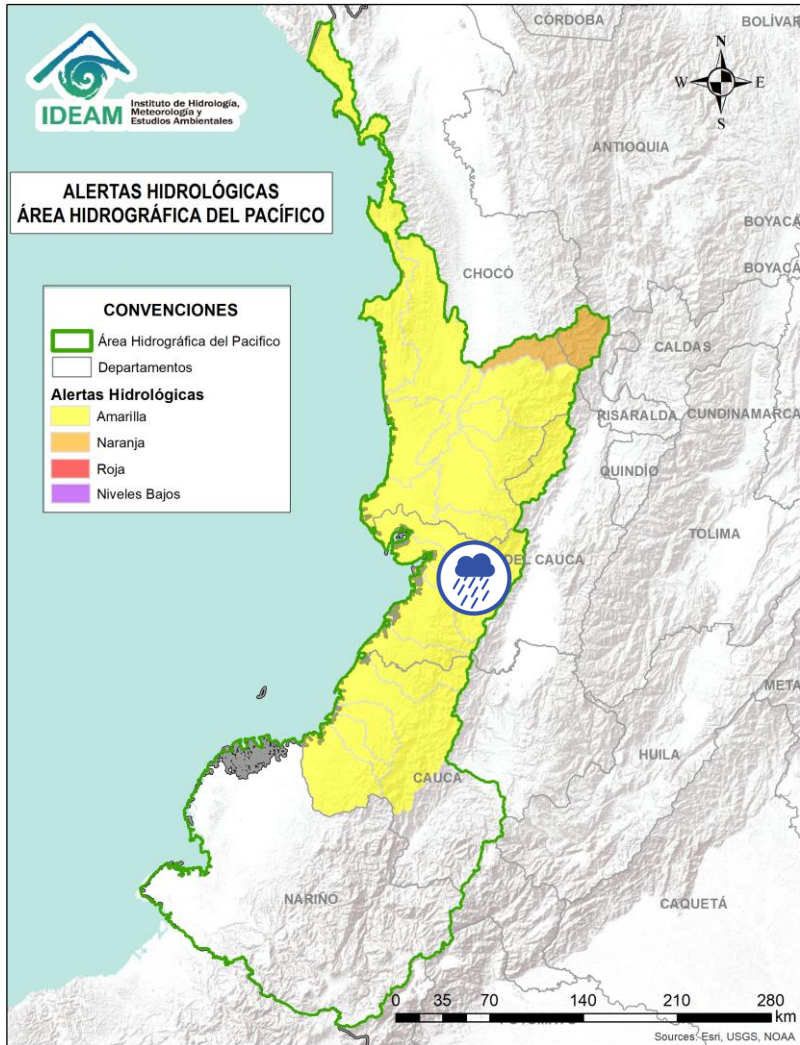 CÓRDOBA
BOLÍVAR
IDEAM
Instituto de Hidrología,
Meteorología y
Estudios Ambientales
N
W
E
S
ANTIOQUIA
ALERTAS HIDROLÓGICAS
ÁREA HIDROGRÁFICA DEL PACÍFICO
BOYACÁ
BOYACÁ
CHOCÓ
CONVENCIONES
Área Hidrográfica del Pacifico
Departamentos
Alertas Hidrológicas
Amarilla
Naranja
Roja
Niveles Bajos
CALDAS
RISARALDA
CUNDINAMARCA
QUINDÍO
TOLIMA
DEL CAUCA
META
HUILA
CAUCA
NARIÑO
CAQUETÁ
0 35 70 140 210 280
km
Sources: Esri, USGS, NOAA